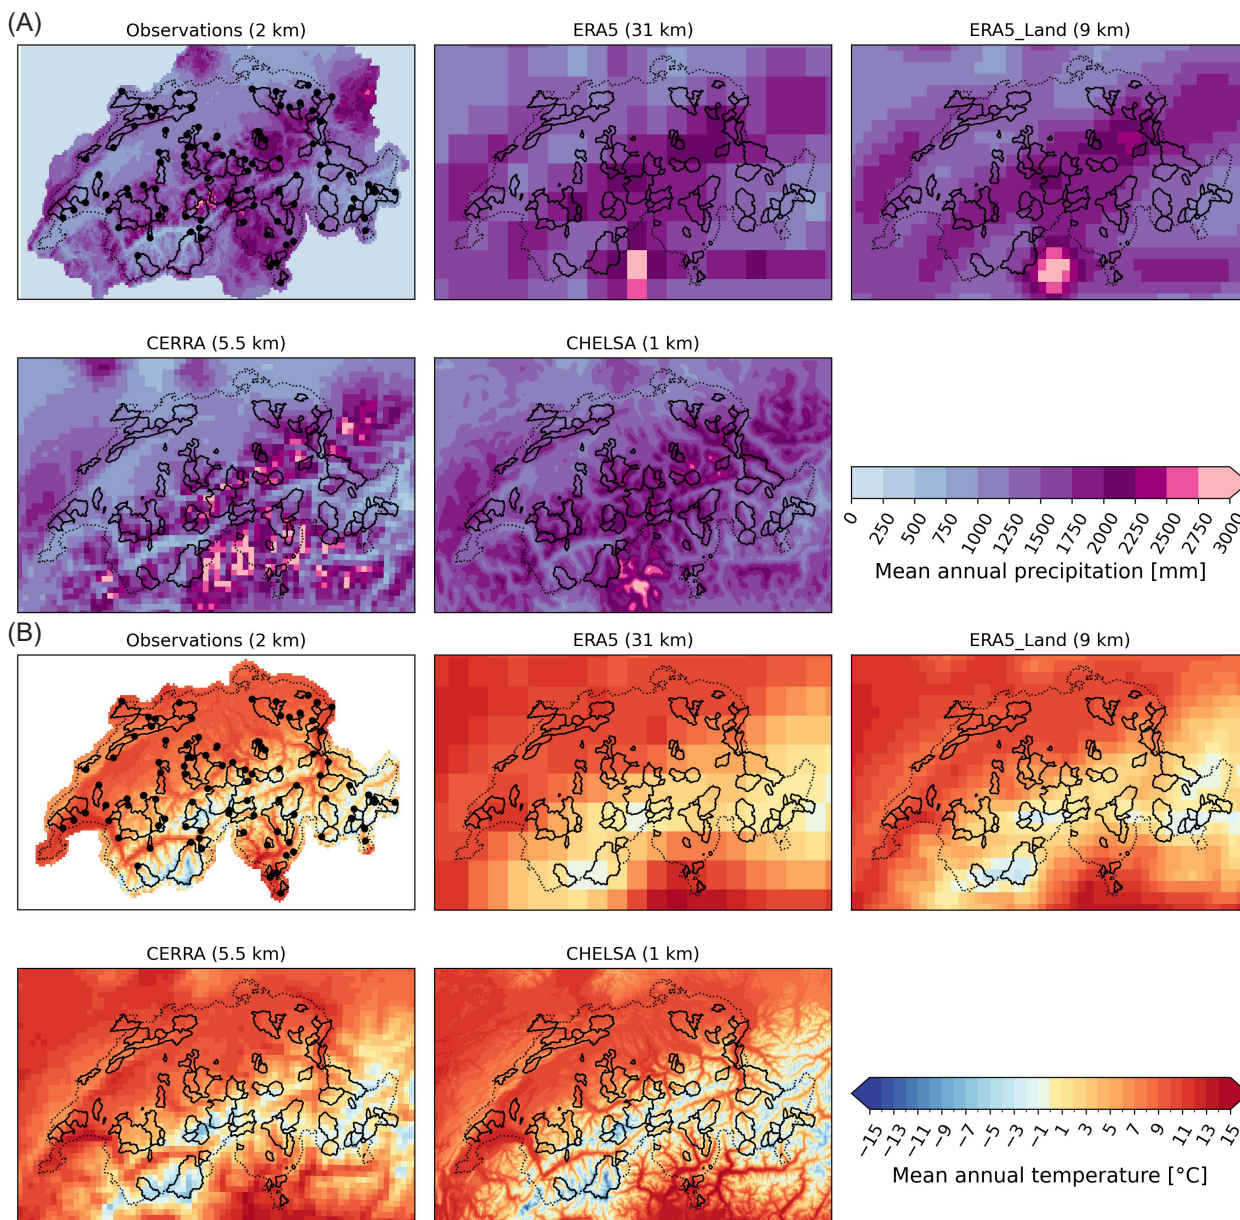 (A)
Observations (2 km)
ERA5 (31 km)
ERA5_Land (9 km)
CERRA (5.5 km)
CHELSA (1 km)
0
250
500
750
1000
1250
1500
1750
2000
2250
2500
2750
3000
Mean annual precipitation [mm]
(B)
Observations (2 km)
ERA5 (31 km)
ERA5_Land (9 km)
CERRA (5.5 km)
CHELSA (1 km)
−15
−13
−11
−9
−7
−5
−3
−1
1
3
5
7
9
11
13
15
Mean annual temperature [°C]